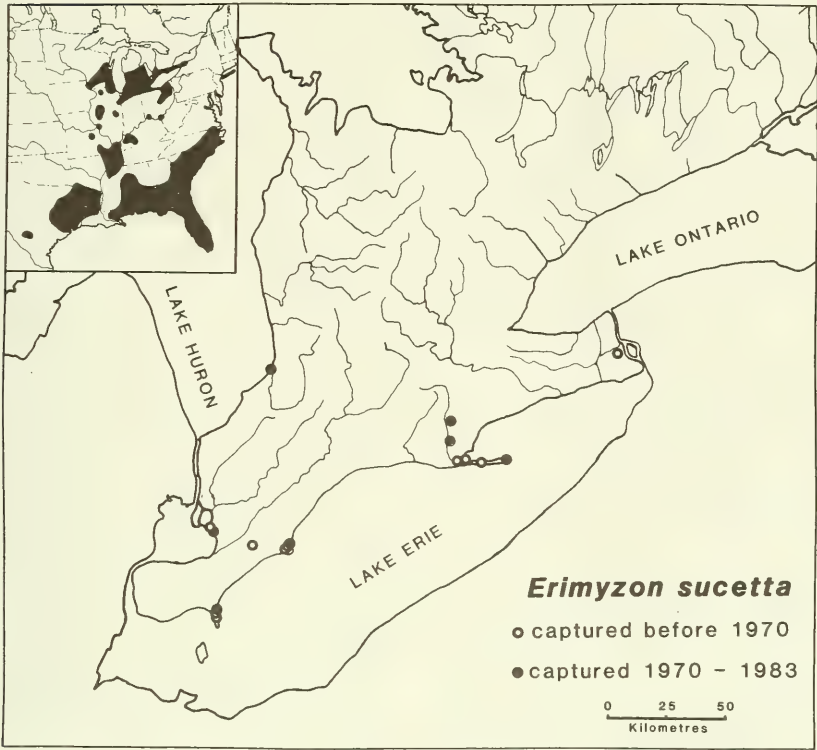 LAKE HURON
LAKE ONTARIO
LAKE ERIE
Erimyzon sucetta
captured before 1970
captured 1970 - 1983
0 25 50
Kilometres